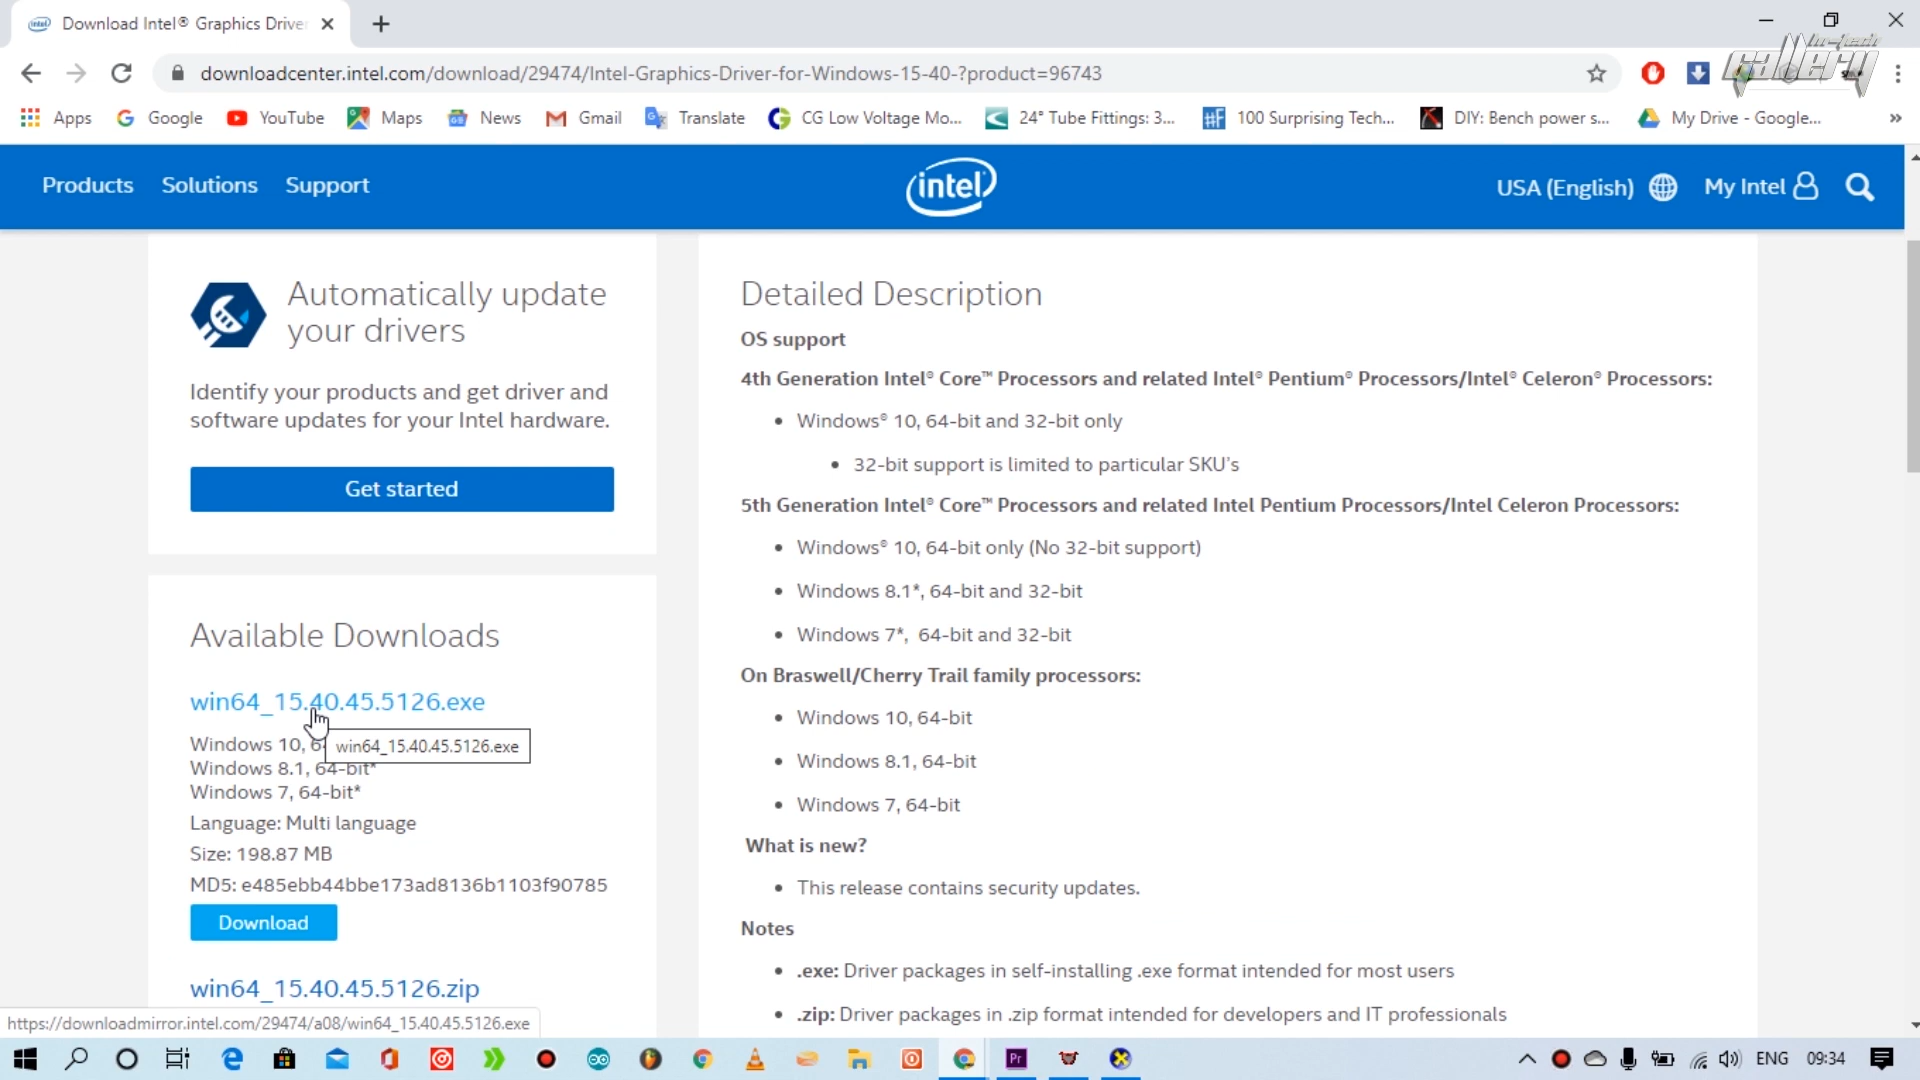 intel Download Intel® Graphics Drive
hi-tech
gallery
downloadcenter.intel.com/download/29474/Intel-Graphics-Driver-for-Windows-15-40-?product=96743
Apps Google YouTube Maps News Gmail Translate CG Low Voltage Mo... 24° Tube Fittings: 3... 100 Surprising Tech... DIY: Bench power s... My Drive - Google... »
Products Solutions Support intel USA (English) My Intel
Automatically update
your drivers
Identify your products and get driver and
software updates for your Intel hardware.
Get started
Available Downloads
win64_15.40.45.5126.exe
Windows 10, 6
win64_15.40.45.5126.exe
Windows 8.1, 64-bit*
Windows 7, 64-bit*
Language: Multi language
Size: 198.87 MB
MD5: e485ebb44bbe173ad8136b1103f90785
Download
win64_15.40.45.5126.zip
https://downloadmirror.intel.com/29474/a08/win64_15.40.45.5126.exe
Detailed Description
OS support
4th Generation Intel® Core™ Processors and related Intel® Pentium® Processors/Intel® Celeron® Processors:
• Windows® 10, 64-bit and 32-bit only
• 32-bit support is limited to particular SKU's
5th Generation Intel® Core™ Processors and related Intel Pentium Processors/Intel Celeron Processors:
• Windows® 10, 64-bit only (No 32-bit support)
• Windows 8.1*, 64-bit and 32-bit
• Windows 7*, 64-bit and 32-bit
On Braswell/Cherry Trail family processors:
• Windows 10, 64-bit
• Windows 8.1, 64-bit
• Windows 7, 64-bit
What is new?
• This release contains security updates.
Notes
• .exe: Driver packages in self-installing .exe format intended for most users
• .zip: Driver packages in .zip format intended for developers and IT professionals
Pr ENG 09:34